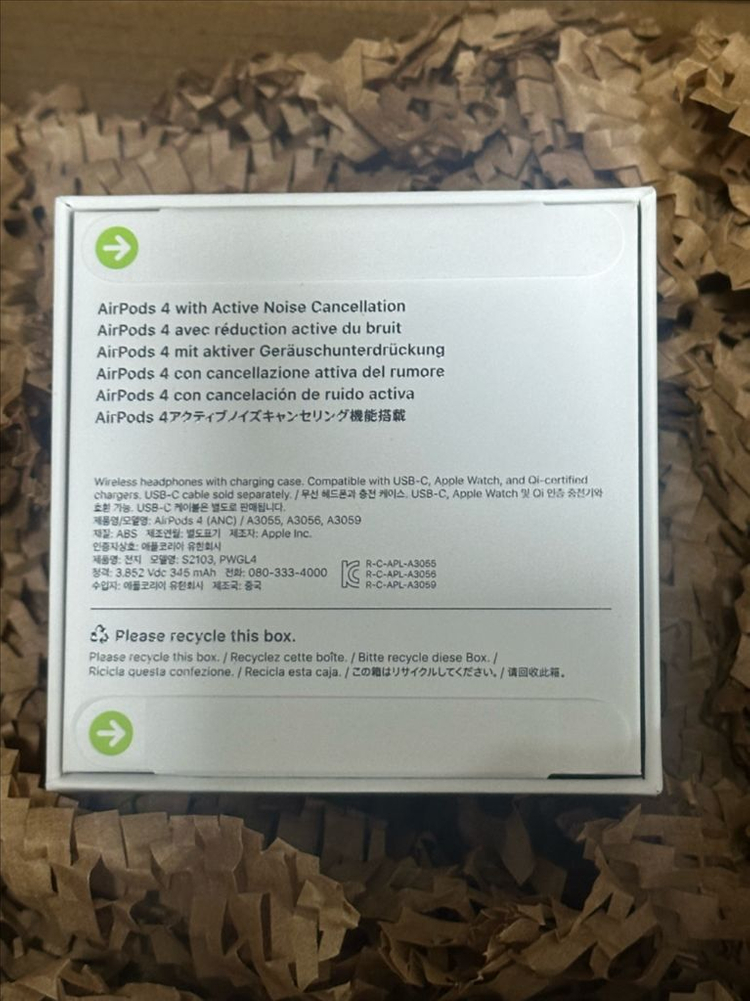 AirPods 4 with Active Noise Cancellation
AirPods 4 avec réduction active du bruit
AirPods 4 mit aktiver Geräuschunterdrückung
AirPods 4 con cancellazione attiva del rumore
AirPods 4 con cancelación de ruido activa
AirPods 4アクティブノイズキャンセリング機能搭載
Wireless headphones with charging case. Compatible with USB-C, Apple Watch, and Qi-certified
chargers. USB-C cable sold separately. / 무선 헤드폰과 충전 케이스. USB-C, Apple Watch 및 Qi 인증 충전기와
호환 가능. USB-C 케이블은 별도로 판매됩니다.
제품명/모델명: AirPods 4 (ANC) / A3055, A3056, A3059
재질: ABS 제조연월: 별도표기 제조자: Apple Inc.
인증자상호: 애플코리아 유한회사
제품명: 전지 모델명: S2103, PWGL4
정격: 3.852 Vdc 345 mAh 전화: 080-333-4000
수입자: 애플코리아 유한회사 제조국: 중국
R-C-APL-A3055
R-C-APL-A3056
R-C-APL-A3059
Please recycle this box.
Please recycle this box. / Recyclez cette boîte. / Bitte recycle diese Box. /
Ricicla questa confezione. / Recicla esta caja. / この箱はリサイクルしてください。/ 请回收此箱。